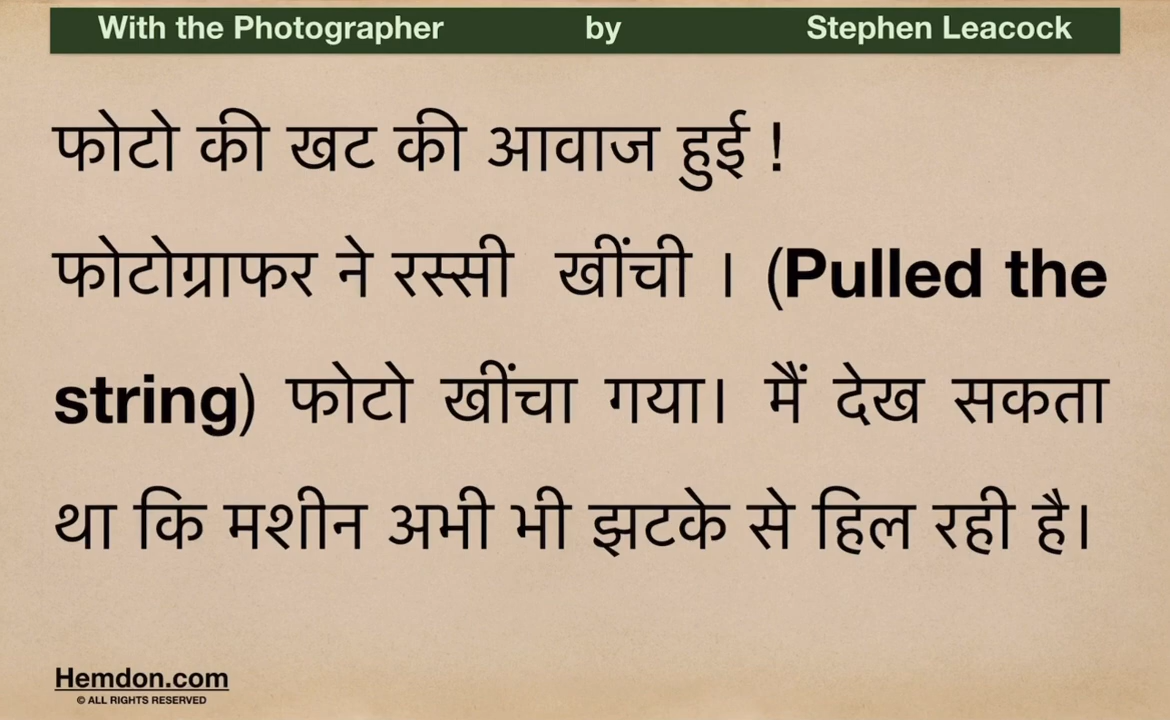 With the Photographer by Stephen Leacock
फोटो की खट की आवाज हुई !
फोटोग्राफर ने रस्सी खींची । (Pulled the
string) फोटो खींचा गया। मैं देख सकता
था कि मशीन अभी भी झटके से हिल रही है।
Hemdon.com
© ALL RIGHTS RESERVED